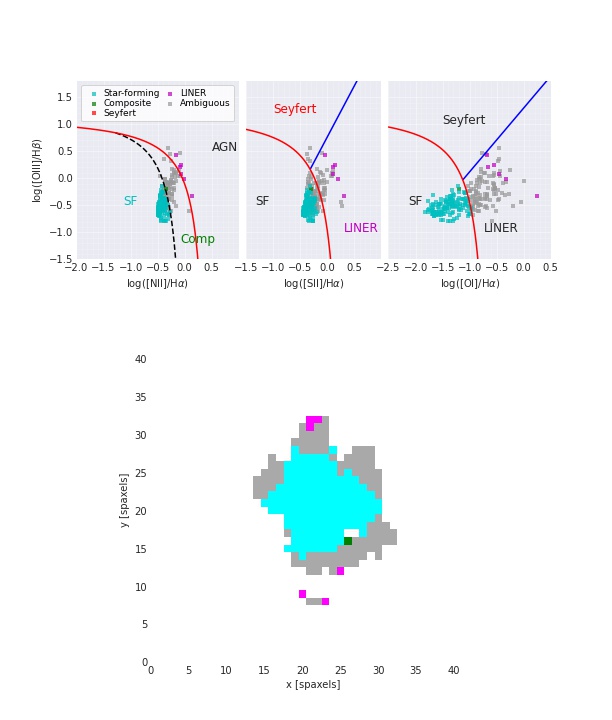 Star-forming
Composite
Seyfert
LINER
Ambiguous
1.5
1.0
0.5
0.0
−0.5
−1.0
−1.5
log([OIII]/Hβ)
AGN
SF
Comp
−2.0 −1.5 −1.0 −0.5 0.0 0.5
log([NII]/Hα)
Seyfert
SF
LINER
−1.5 −1.0 −0.5 0.0 0.5
log([SII]/Hα)
Seyfert
SF
LINER
−2.5 −2.0 −1.5 −1.0 −0.5 0.0 0.5
log([OI]/Hα)
40
35
30
25
20
15
10
5
0
y [spaxels]
0 5 10 15 20 25 30 35 40
x [spaxels]